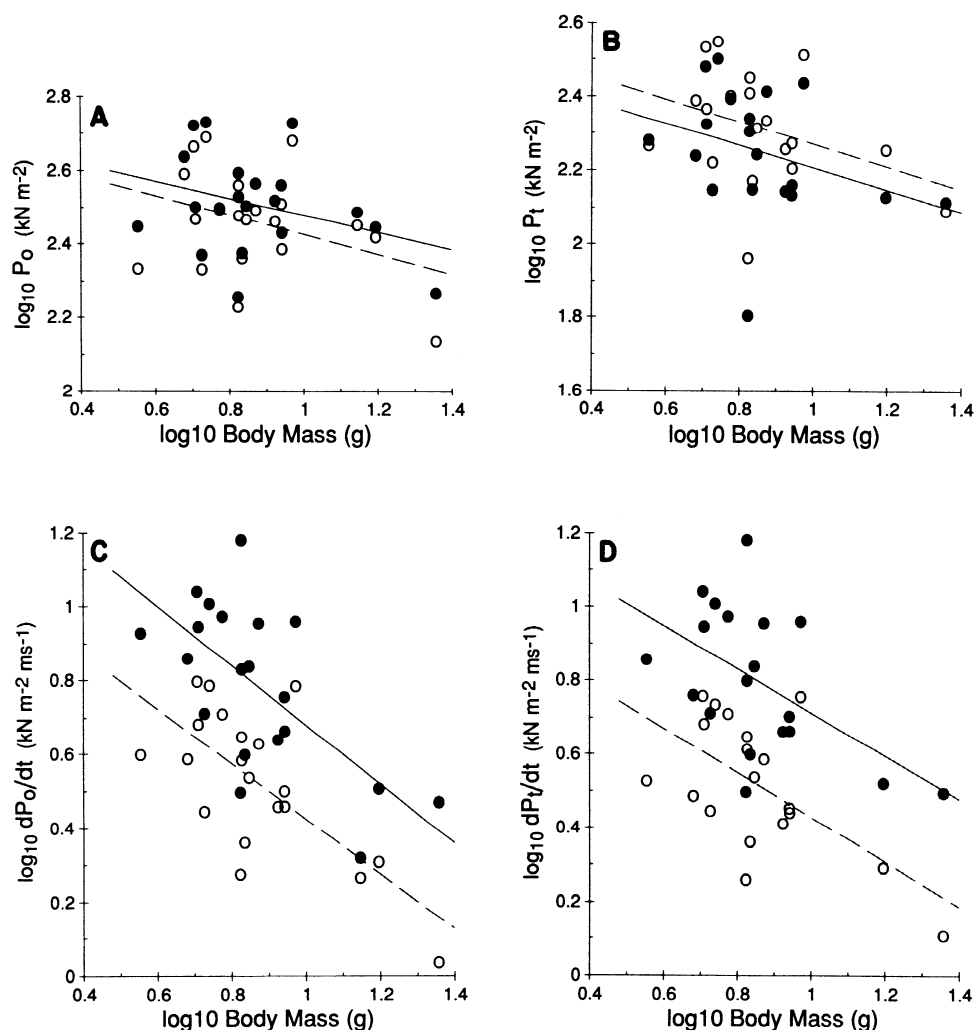 A
log10 Po (kN m-2)
2.8
2.6
2.4
2.2
2
0.4 0.6 0.8 1 1.2 1.4
log10 Body Mass (g)
B
log10 Pt (kN m-2)
2.6
2.4
2.2
2
1.8
1.6
0.4 0.6 0.8 1 1.2 1.4
log10 Body Mass (g)
C
log10 dPo/dt (kN m-2 ms-1)
1.2
1
0.8
0.6
0.4
0.2
0
0.4 0.6 0.8 1 1.2 1.4
log10 Body Mass (g)
D
log10 dPt/dt (kN m-2 ms-1)
1.2
1
0.8
0.6
0.4
0.2
0
0.4 0.6 0.8 1 1.2 1.4
log10 Body Mass (g)